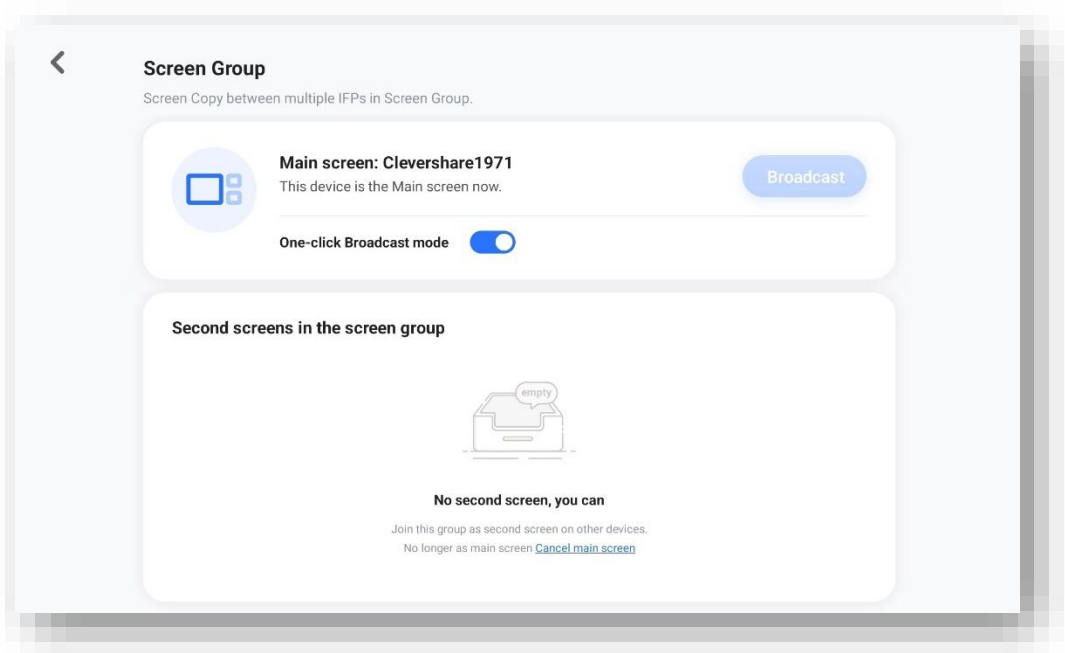 Screen Group
Screen Copy between multiple IFPs in Screen Group.
Main screen: Clevershare1971
This device is the Main screen now.
Broadcast
One-click Broadcast mode
Second screens in the screen group
empty
No second screen, you can
Join this group as second screen on other devices.
No longer as main screen Cancel main screen